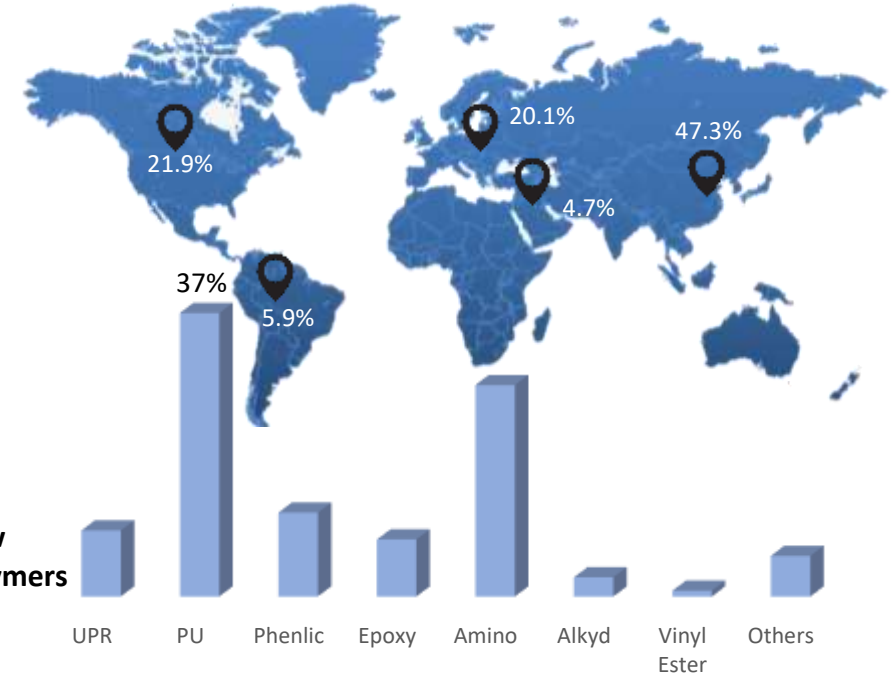 20.1%
47.3%
21.9%
4.7%
37%
5.9%
ymers
UPR
PU
Phenlic
Epoxy
Amino
Alkyd
Vinyl
Ester
Others